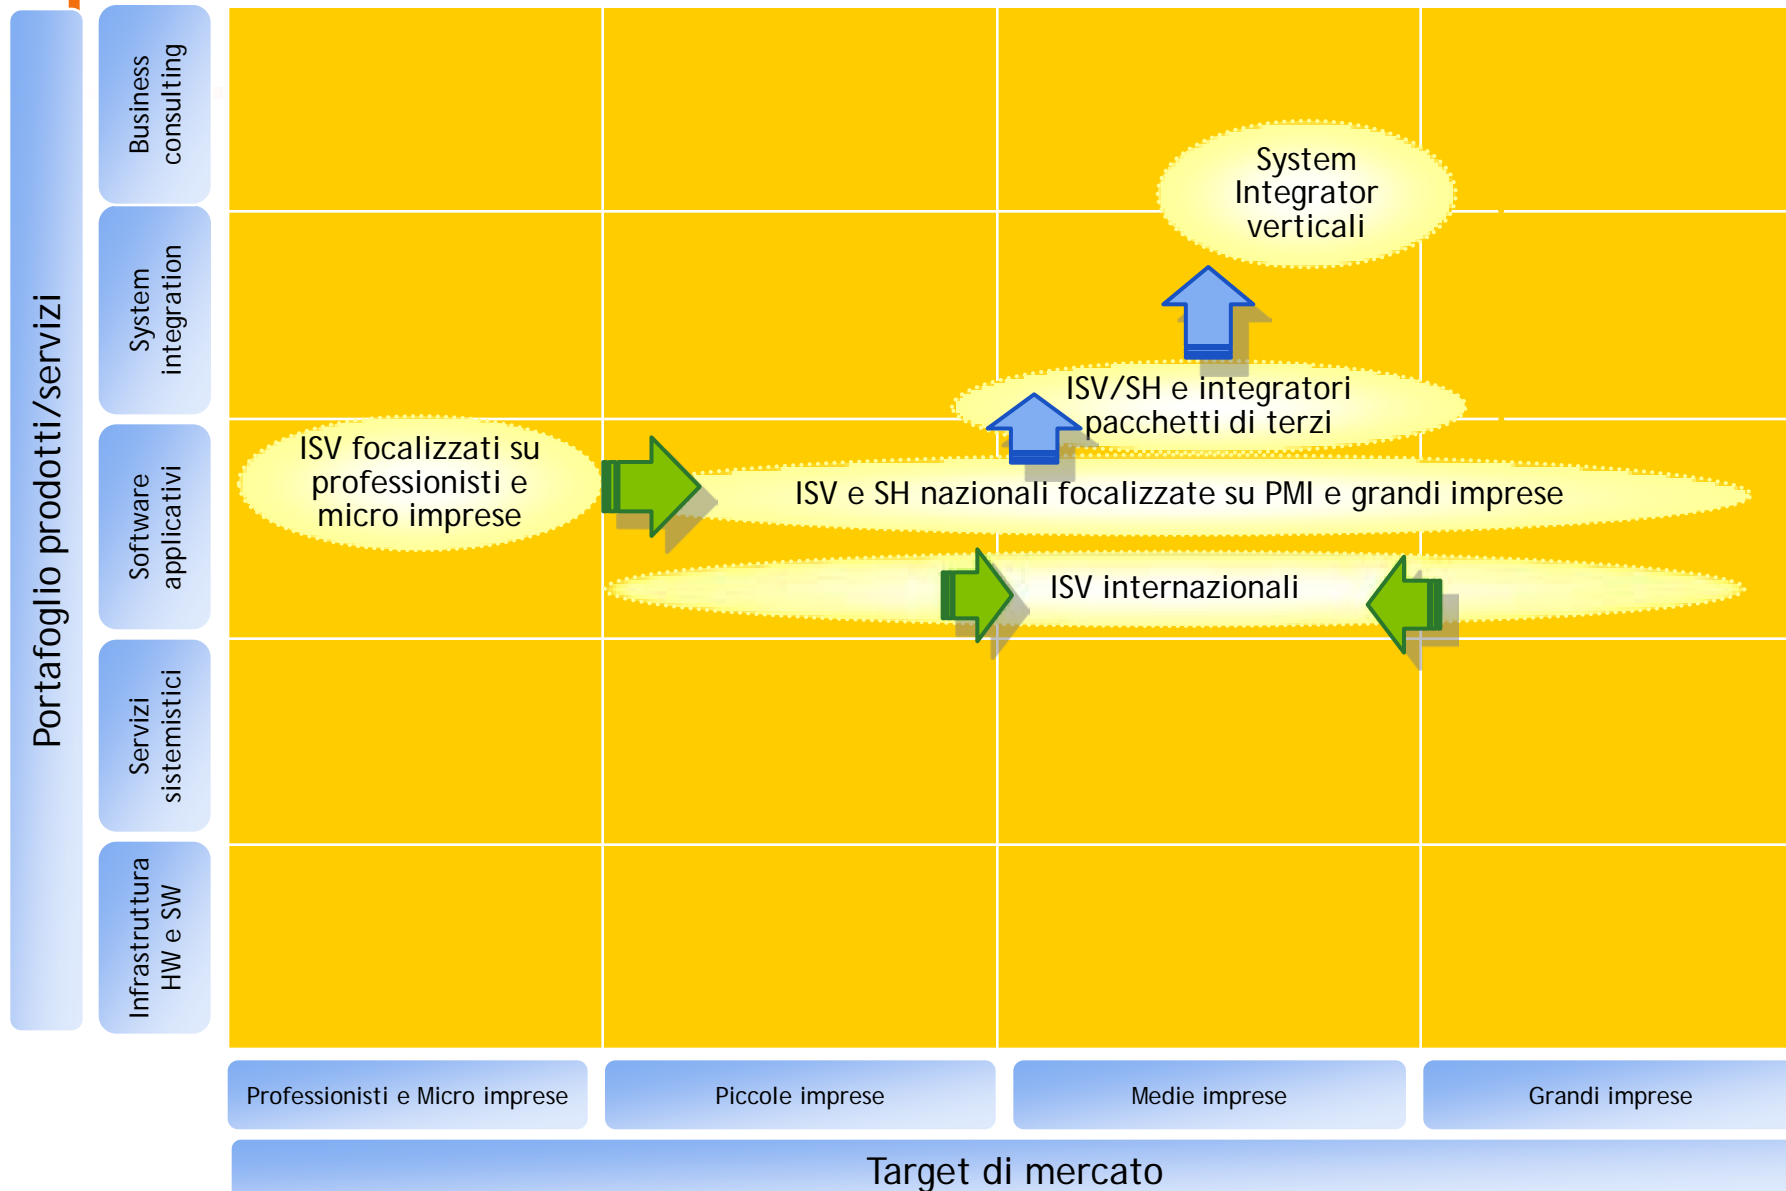 Portafoglio prodotti/servizi
Business
consulting
System
integration
Software
applicativi
Servizi
sistemistici
Infrastruttura
HW e SW
System
Integrator
verticali
ISV/SH e integratori
pacchetti di terzi
ISV focalizzati su
professionisti e
micro imprese
ISV e SH nazionali focalizzate su PMI e grandi imprese
ISV internazionali
Professionisti e Micro imprese
Piccole imprese
Medie imprese
Grandi imprese
Target di mercato